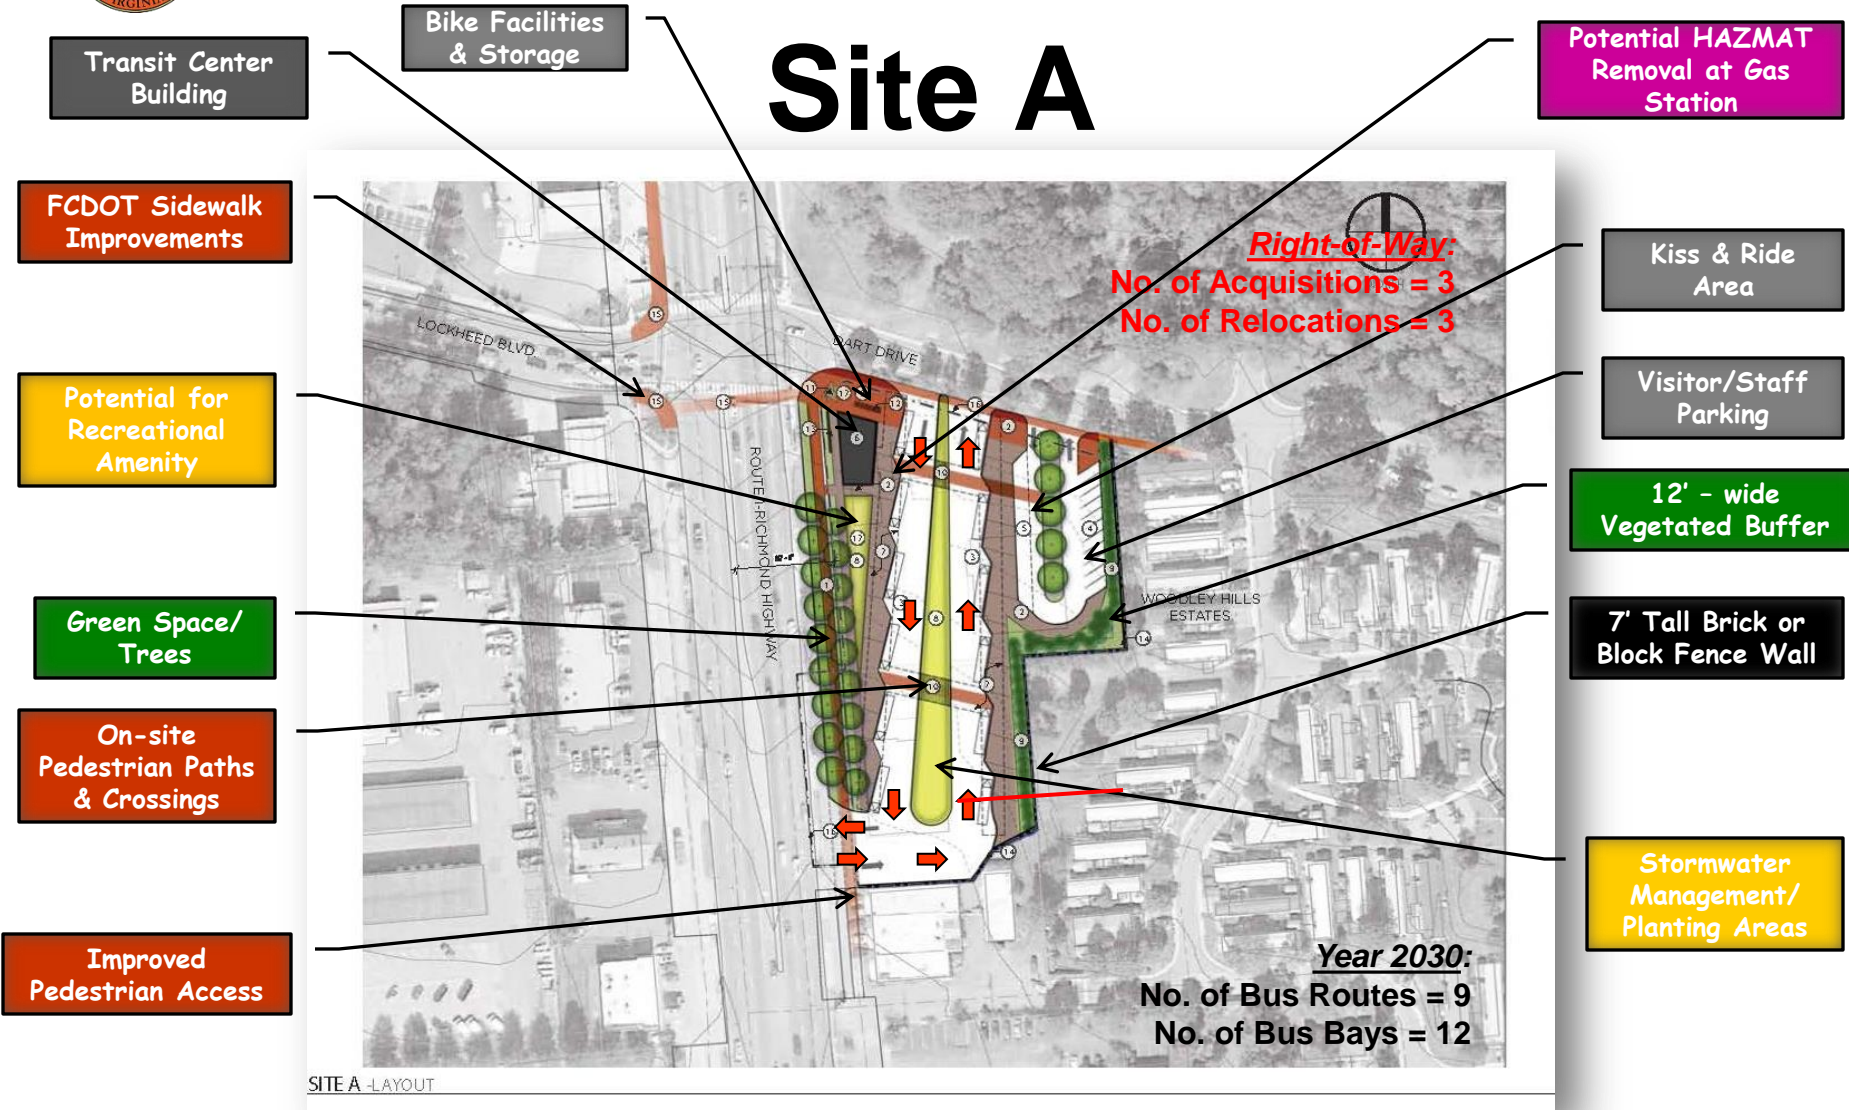 VIRGINIA
Bike Facilities
& Storage
Site A
Potential HAZMAT
Removal at Gas
Station
Transit Center
Building
FCDOT Sidewalk
Improvements
Right-of-Way:
No. of Acquisitions = 3
No. of Relocations = 3
Kiss & Ride
Area
LOCKHEED BLVD.
DART DRIVE
Potential for
Recreational
Amenity
Visitor/Staff
Parking
ROUTE 1-RICHMOND HIGHWAY
12' - wide
Vegetated Buffer
WOODLEY HILLS
ESTATES
Green Space/
Trees
7' Tall Brick or
Block Fence Wall
On-site
Pedestrian Paths
& Crossings
Stormwater
Management/
Planting Areas
Improved
Pedestrian Access
Year 2030:
No. of Bus Routes = 9
No. of Bus Bays = 12
SITE A -LAYOUT